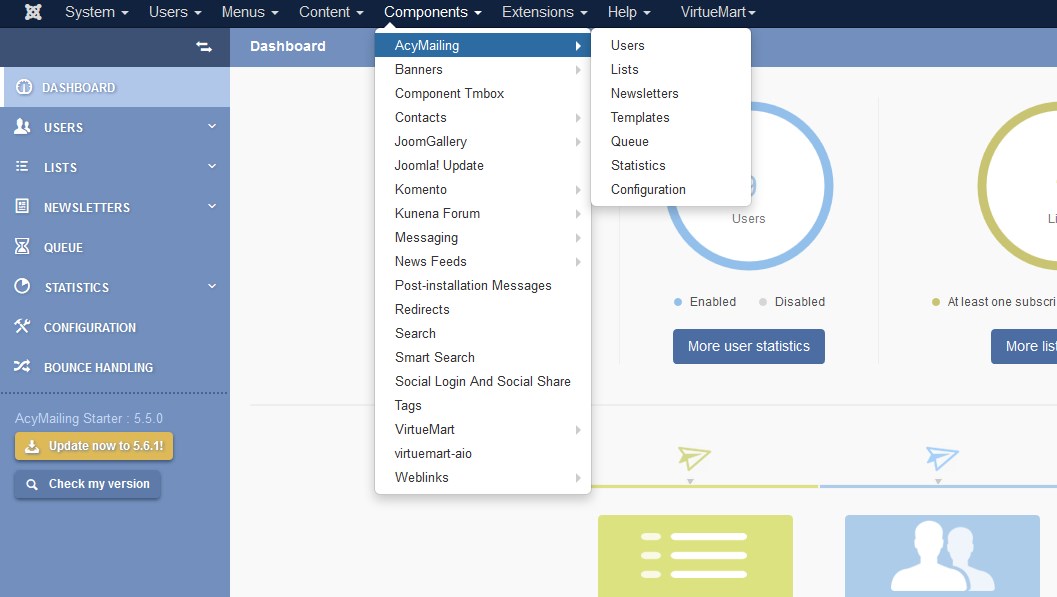 System
Users
Menus
Content
Components
Extensions
Help
VirtueMart
Dashboard
DASHBOARD
USERS
LISTS
NEWSLETTERS
QUEUE
STATISTICS
CONFIGURATION
BOUNCE HANDLING
AcyMailing Starter : 5.5.0
Update now to 5.6.1!
Check my version
AcyMailing
Banners
Component Tmbox
Contacts
JoomGallery
Joomla! Update
Komento
Kunena Forum
Messaging
News Feeds
Post-installation Messages
Redirects
Search
Smart Search
Social Login And Social Share
Tags
VirtueMart
virtuemart-aio
Weblinks
Users
Lists
Newsletters
Templates
Queue
Statistics
Configuration
Users
Enabled
Disabled
More user statistics
At least one subscri
More list